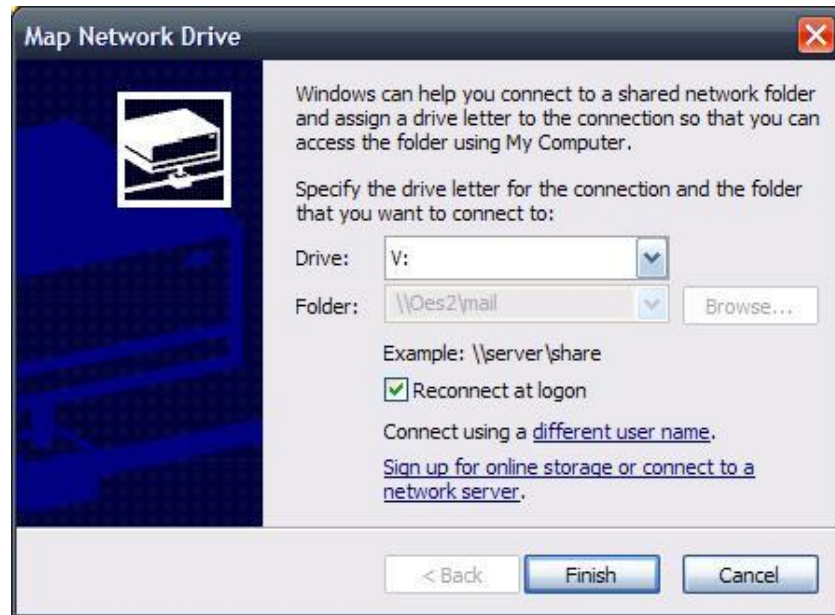 Map Network Drive
Windows can help you connect to a shared network folder
and assign a drive letter to the connection so that you can
access the folder using My Computer.
Specify the drive letter for the connection and the folder
that you want to connect to:
Drive: V:
Folder: \\Oes2\mail Browse...
Example: \\server\share
Reconnect at logon
Connect using a different user name.
Sign up for online storage or connect to a
network server.
< Back Finish Cancel